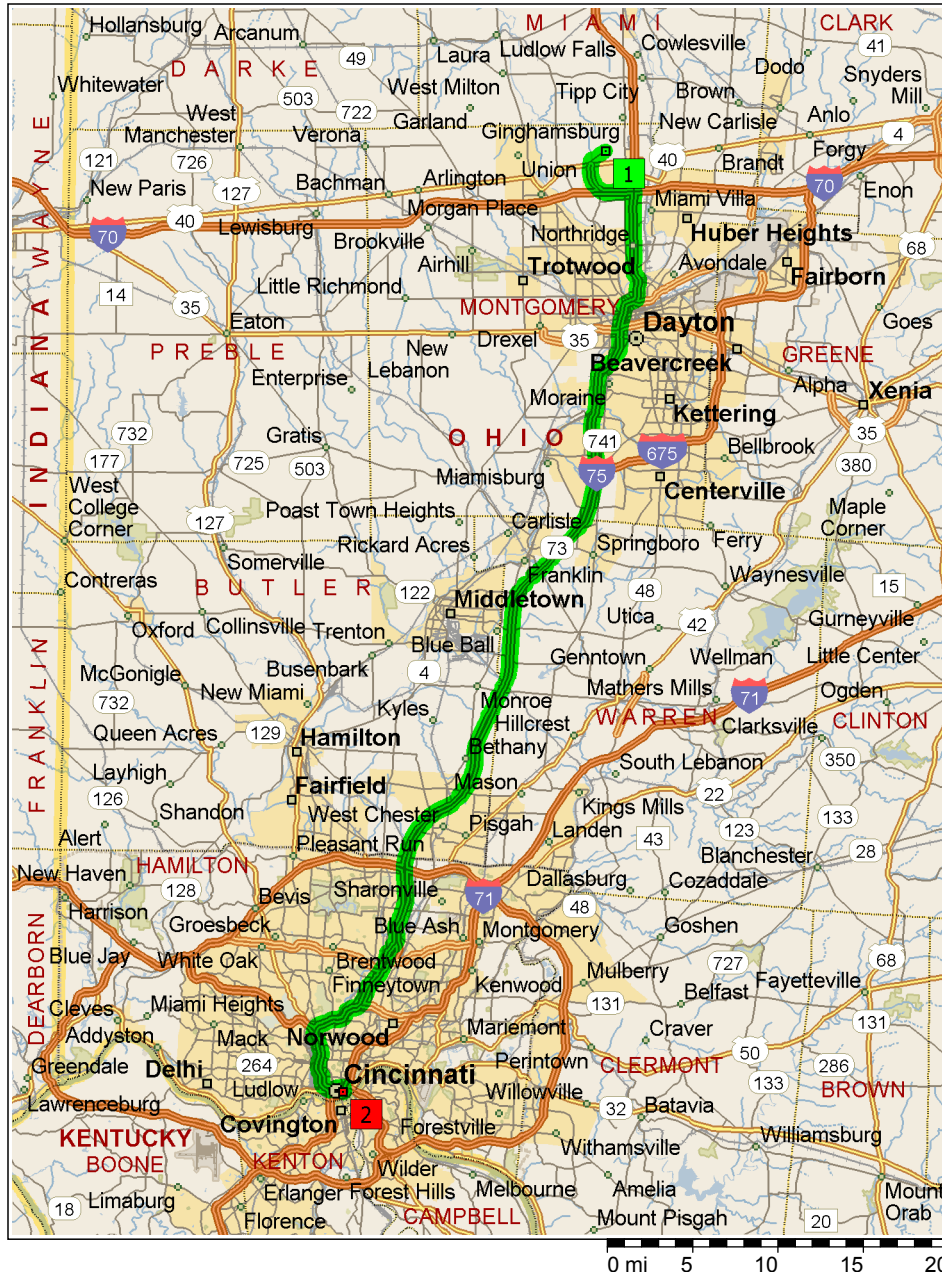 Hollansburg
Arcanum
M I A M I
CLARK
41
49
Laura
Ludlow Falls
Cowlesville
D A R K E
Dodo
Snyders
Mill
Whitewater
503
West Milton
Tipp City
Brown
West
Manchester
722
Garland
New Carlisle
Anlo
Verona
Ginghamsburg
4
Forgy
121
726
Union
40
Brandt
127
Bachman
Arlington
1
70
Enon
New Paris
40
Morgan Place
Miami Villa
Lewisburg
70
Brookville
Northridge
Huber Heights
68
Airhill
Trotwood
Avondale
Fairborn
14
Little Richmond
35
MONTGOMERY
Goes
Eaton
Drexel
35
Dayton
P R E B L E
New
Lebanon
Beavercreek
GREENE
Enterprise
Alpha
Xenia
Moraine
Kettering
I N D I A N A
W A Y N E
732
Gratis
O H I O
741
35
177
725
503
675
Bellbrook
380
Miamisburg
75
West
College
Corner
Centerville
Maple
Corner
127
Poast Town Heights
Carlisle
Rickard Acres
73
Springboro
Ferry
Somerville
Franklin
Contreras
B U T L E R
122
Middletown
48
Waynesville
15
Oxford
Collinsville
Trenton
Utica
42
Gurneyville
Blue Ball
McGonigle
Busenbark
4
Genntown
Wellman
Little Center
732
New Miami
Monroe
Mathers Mills
71
Ogden
Kyles
Hillcrest
W A R R E N
Clarksville
CLINTON
Queen Acres
129
Hamilton
Bethany
350
F R A N K L I N
Layhigh
Mason
South Lebanon
126
Fairfield
22
Shandon
West Chester
Kings Mills
133
Alert
Pisgah
Landen
43
123
Pleasant Run
28
HAMILTON
Blanchester
New Haven
128
Bevis
Sharonville
71
Dallasburg
Cozaddale
Harrison
Groesbeck
48
Blue Ash
Montgomery
Goshen
DEARBORN
Blue Jay
White Oak
Brentwood
727
68
Finneytown
Kenwood
Mulberry
Fayetteville
Miami Heights
Belfast
Cleves
131
131
Addyston
Mack
Norwood
Mariemont
Craver
Greendale
Delhi
264
Perintown
CLERMONT
50
286
Ludlow
Cincinnati
Willowville
133
BROWN
Lawrenceburg
32
Batavia
Covington
2
Forestville
KENTUCKY
Withamsville
Williamsburg
BOONE
KENTON
Wilder
18
Limaburg
Erlanger
Forest Hills
Melbourne
Amelia
Mount
Orab
Florence
CAMPBELL
Mount Pisgah
20
0 mi
5
10
15
20